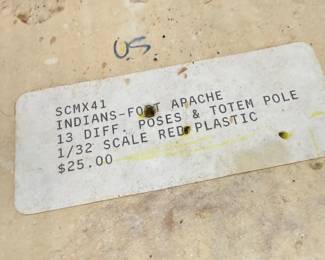 US
SCMX41
INDIANS-FORT APACHE
13 DIFF. POSES & TOTEM POLE
1/32 SCALE RED PLASTIC
$25.00